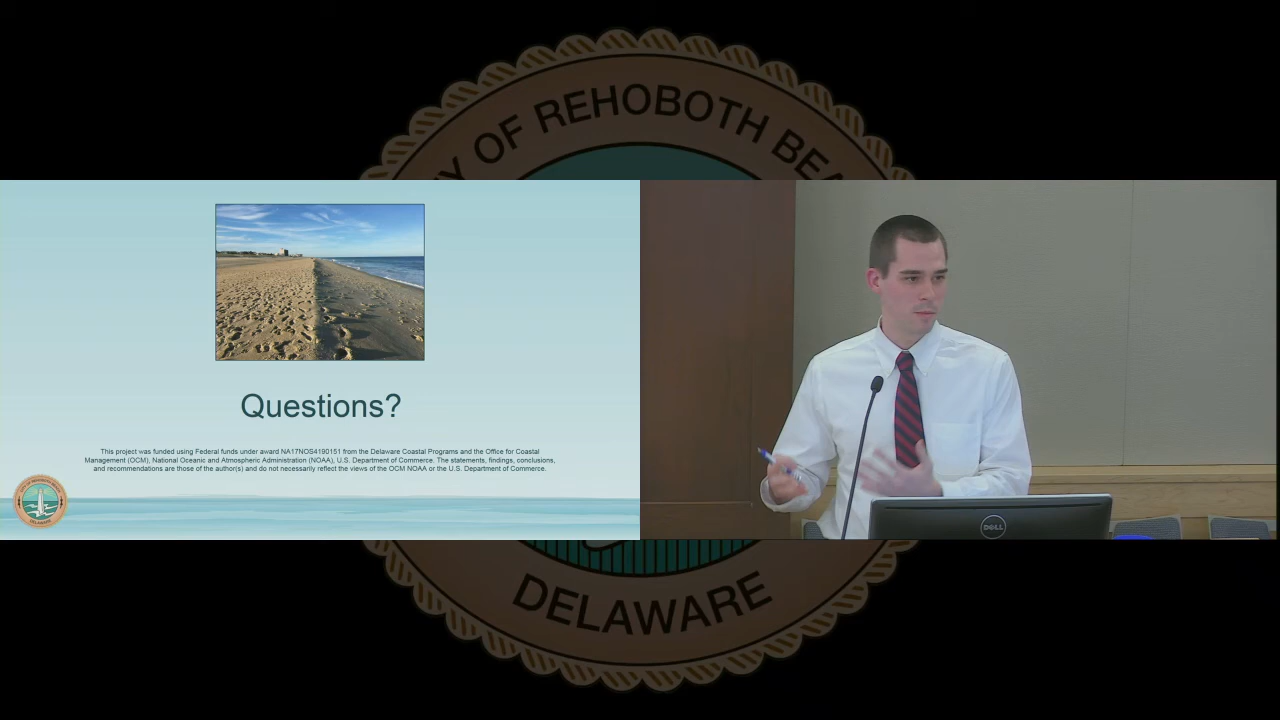 Y OF REHOBOTH BEA
Questions?
This project was funded using Federal funds under award NA17NOS4190151 from the Delaware Coastal Programs and the Office for Coastal
Management (OCM), National Oceanic and Atmospheric Administration (NOAA), U.S. Department of Commerce. The statements, findings, conclusions,
and recommendations are those of the author(s) and do not necessarily reflect the views of the OCM NOAA or the U.S. Department of Commerce.
DELAWARE
DELL
DELAWARE